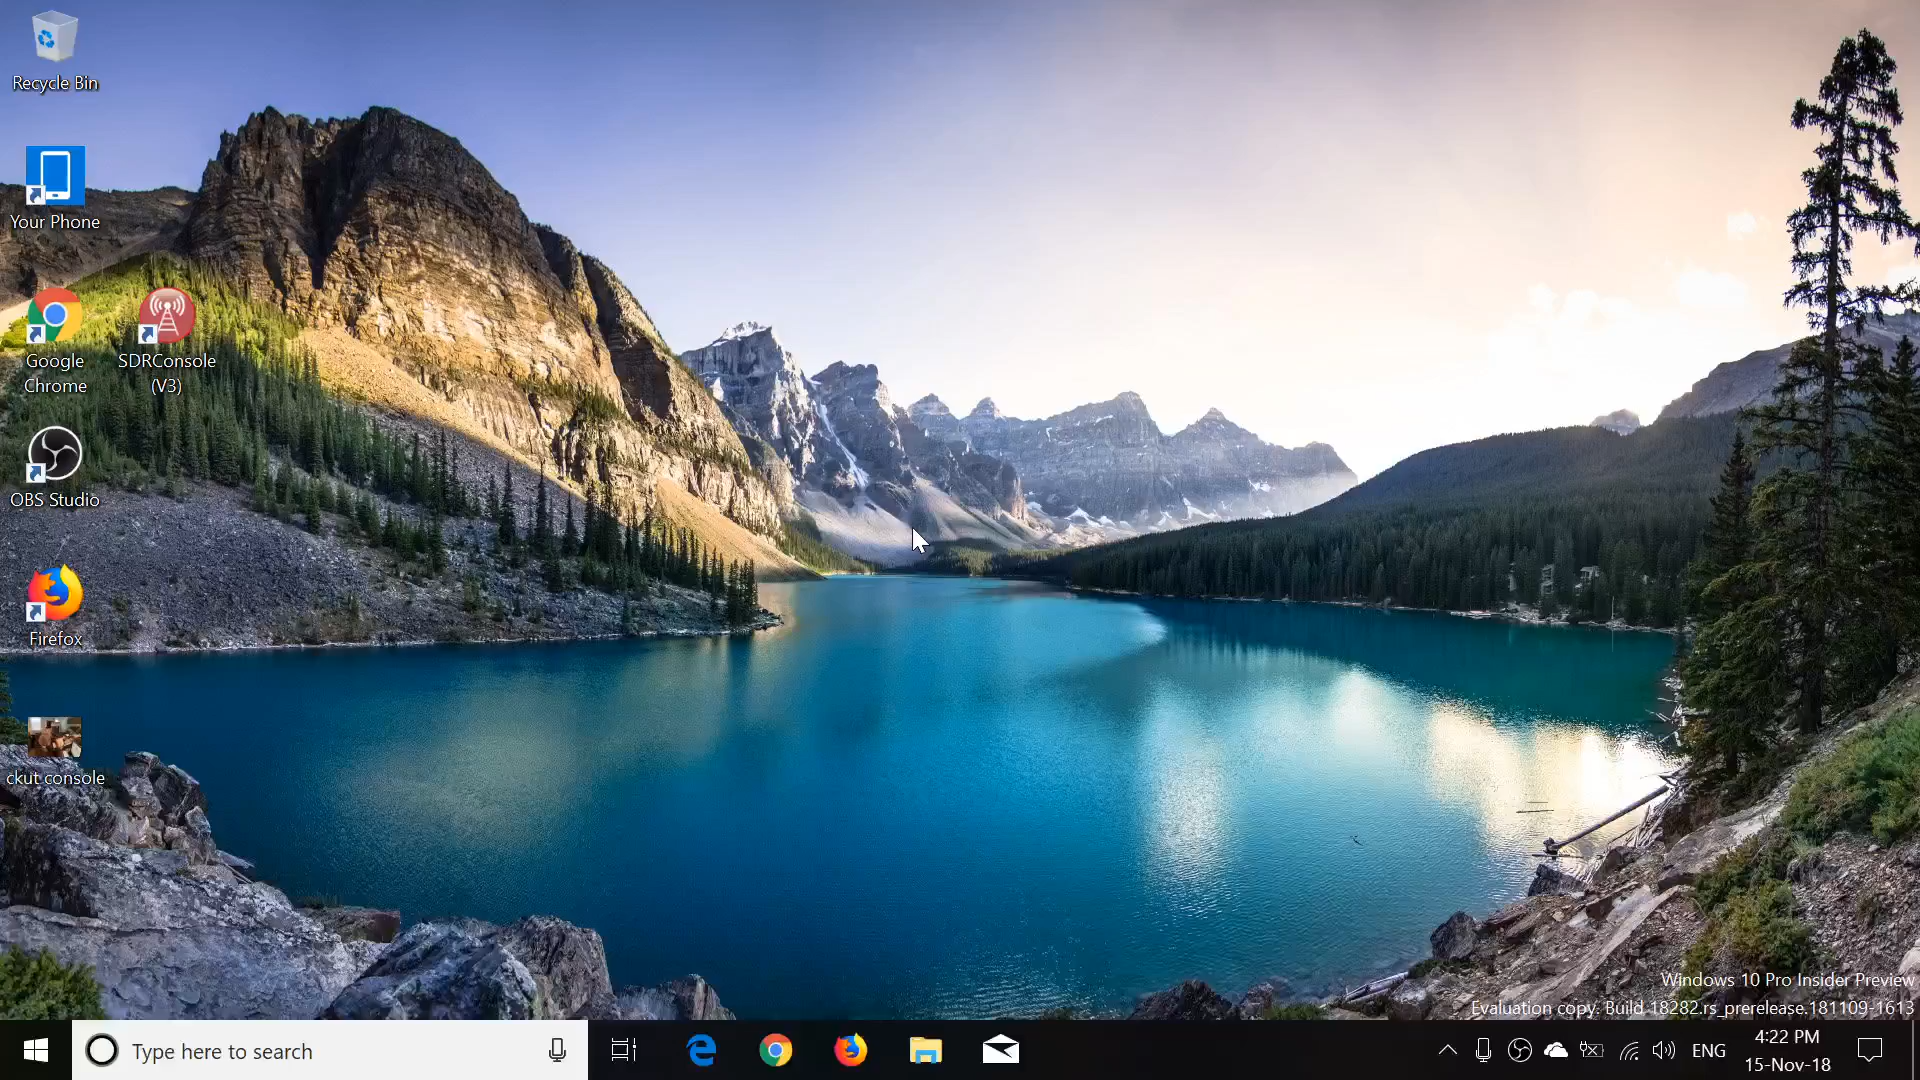 Recycle Bin
Your Phone
Google
Chrome
SDRConsole
(V3)
OBS Studio
Firefox
ckut console
Windows 10 Pro Insider Preview
Evaluation copy. Build 18282.rs_prerelease.181109-1613
Type here to search
ENG
4:22 PM
15-Nov-18